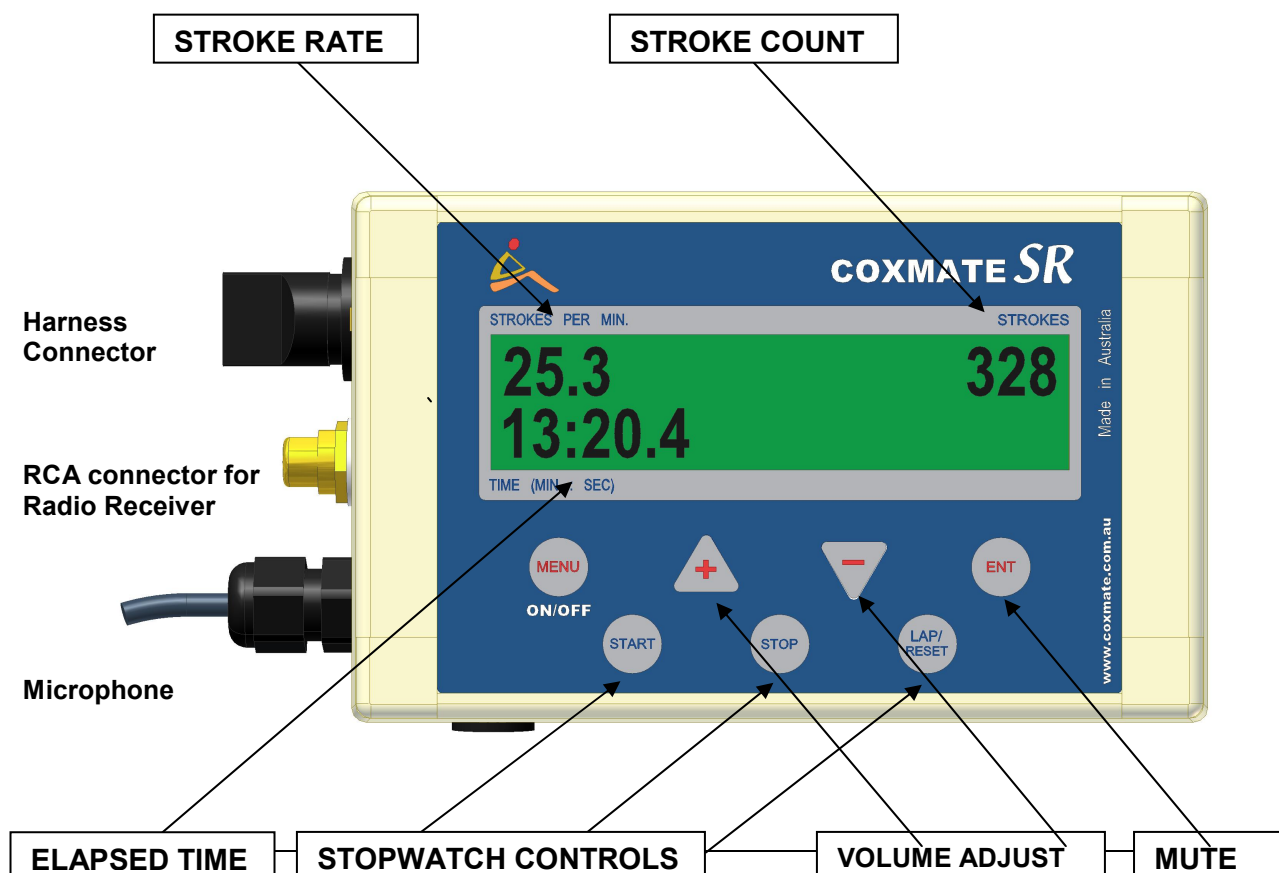 STROKE RATE
STROKE COUNT
COXMATE SR
STROKES PER MIN.
STROKES
25.3
328
13:20.4
TIME (MIN : SEC)
Made in Australia
www.coxmate.com.au
Harness
Connector
RCA connector for
Radio Receiver
Microphone
MENU
+
−
ENT
ON/OFF
START
STOP
LAP/
RESET
ELAPSED TIME
STOPWATCH CONTROLS
VOLUME ADJUST
MUTE